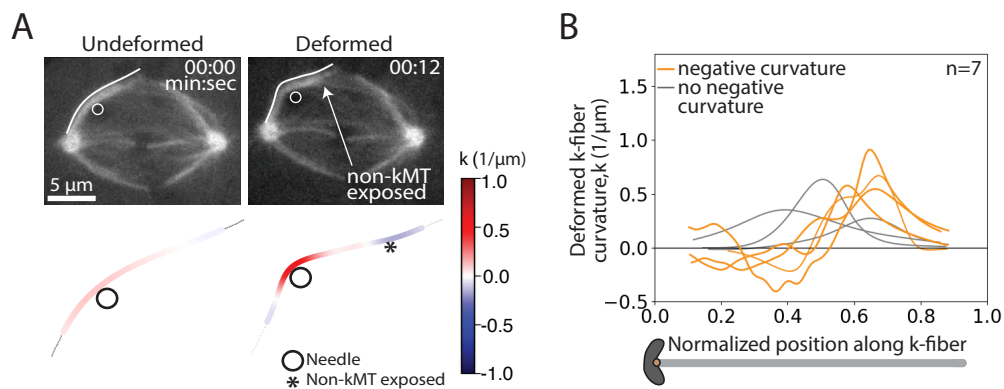 A
Undeformed
Deformed
00:00
min:sec
00:12
5 µm
non-kMT
exposed
k (1/µm)
1.0
0.5
0.0
-0.5
-1.0
Needle
* Non-kMT exposed
*
B
negative curvature
no negative
curvature
n=7
Deformed k-fiber
curvature,k (1/µm)
1.5
1.0
0.5
0.0
−0.5
0.0
0.2
0.4
0.6
0.8
1.0
Normalized position along k-fiber